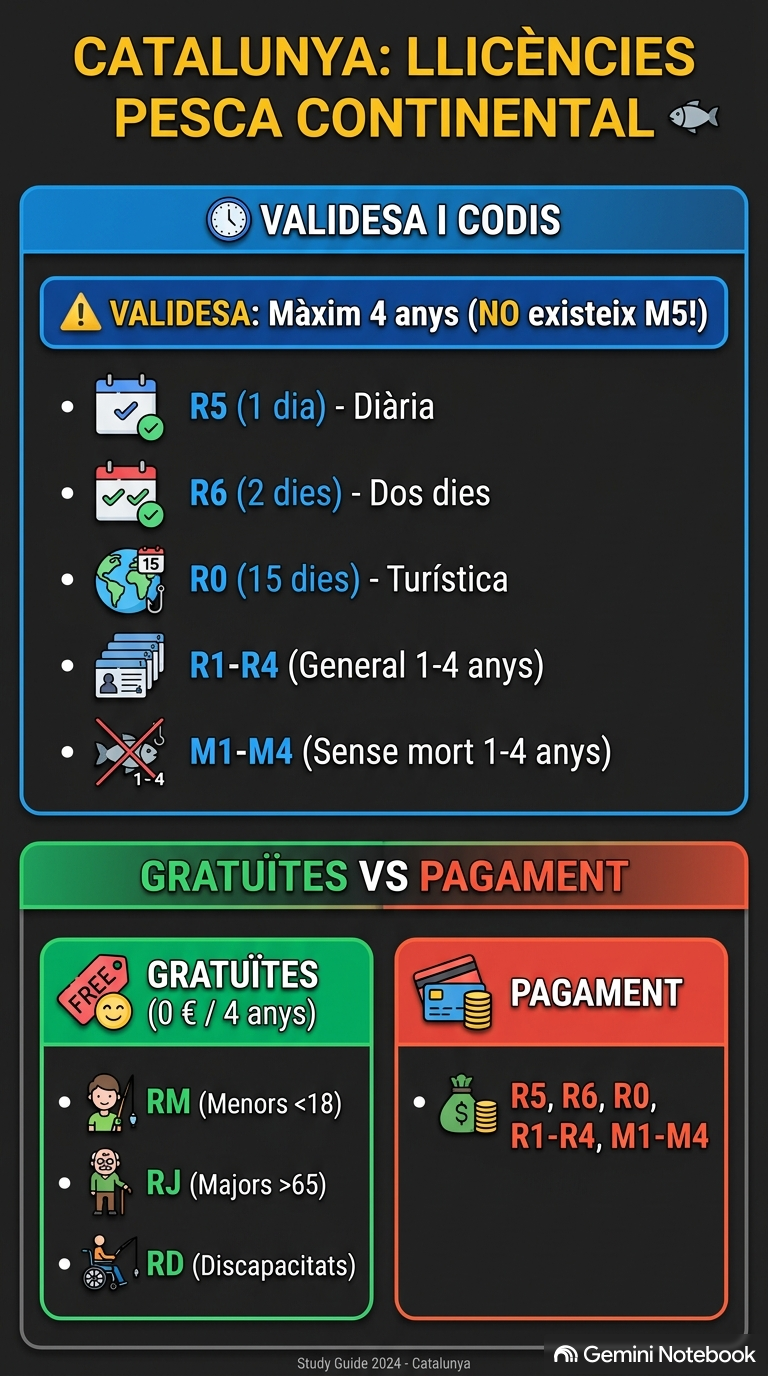 CATALUNYA: LLICÈNCIES
PESCA CONTINENTAL
VALIDESA I CODIS
VALIDESA: Màxim 4 anys (NO existeix M5!)
• R5 (1 dia) - Diària
• R6 (2 dies) - Dos dies
15
• R0 (15 dies) - Turística
• R1-R4 (General 1-4 anys)
1-4
• M1-M4 (Sense mort 1-4 anys)
GRATUÏTES VS PAGAMENT
FREE
GRATUÏTES
(0 € / 4 anys)
• RM (Menors <18)
• RJ (Majors >65)
• RD (Discapacitats)
PAGAMENT
$
• R5, R6, R0,
R1-R4, M1-M4
Study Guide 2024 - Catalunya
Gemini Notebook